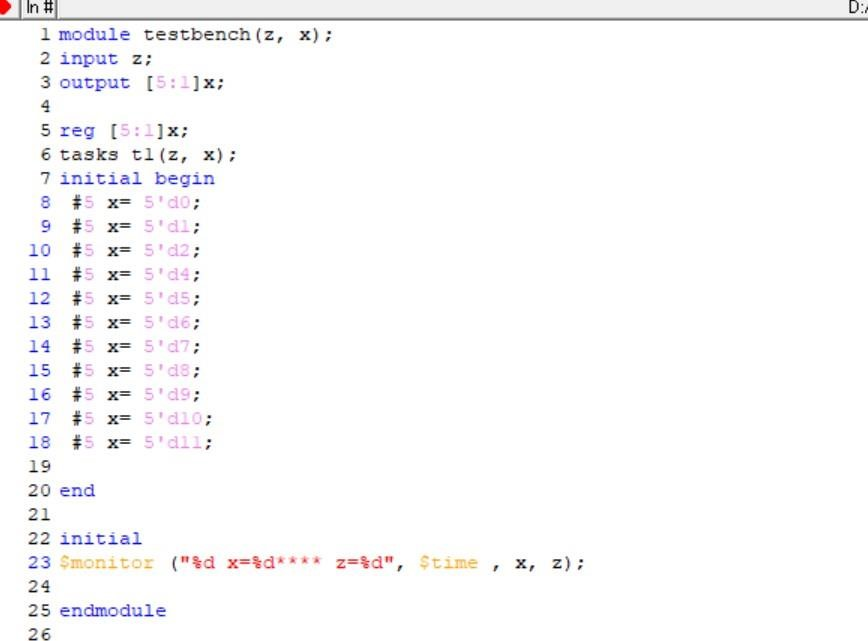 In #
D:/
1 module testbench(z, x);
2 input z;
3 output [5:1]x;
4
5 reg [5:1]x;
6 tasks t1(z, x);
7 initial begin
8 #5 x= 5'd0;
9 #5 x= 5'd1;
10 #5 x= 5'd2;
11 #5 x= 5'd4;
12 #5 x= 5'd5;
13 #5 x= 5'd6;
14 #5 x= 5'd7;
15 #5 x= 5'd8;
16 #5 x= 5'd9;
17 #5 x= 5'd10;
18 #5 x= 5'd11;
19
20 end
21
22 initial
23 $monitor ("%d x=%d**** z=%d", $time , x, z);
24
25 endmodule
26